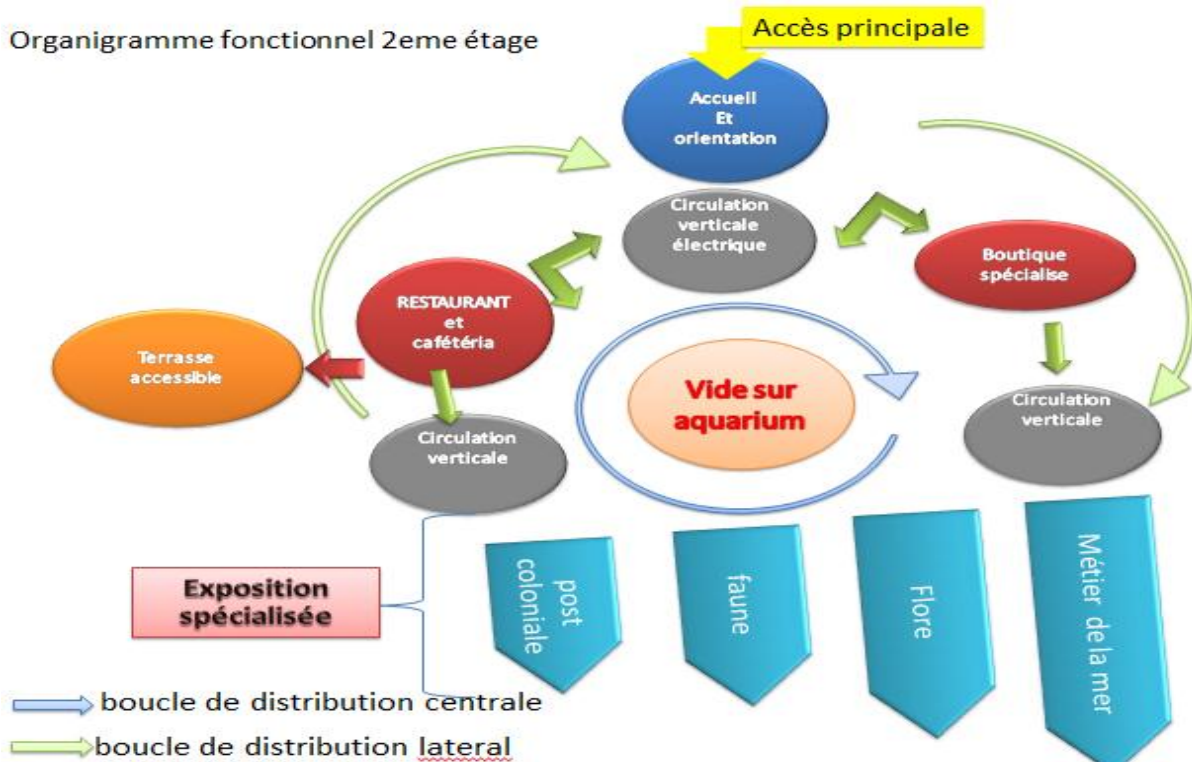 Organigramme fonctionnel 2eme étage
Accès principale
Accueil
Et
orientation
Circulation
verticale
électrique
Boutique
spécialise
RESTAURANT
et
cafétéria
Terrasse
accessible
Vide sur
aquarium
Circulation
verticale
Circulation
verticale
Exposition
spécialisée
post
coloniale
faune
Flore
Métier de la mer
boucle de distribution centrale
boucle de distribution lateral